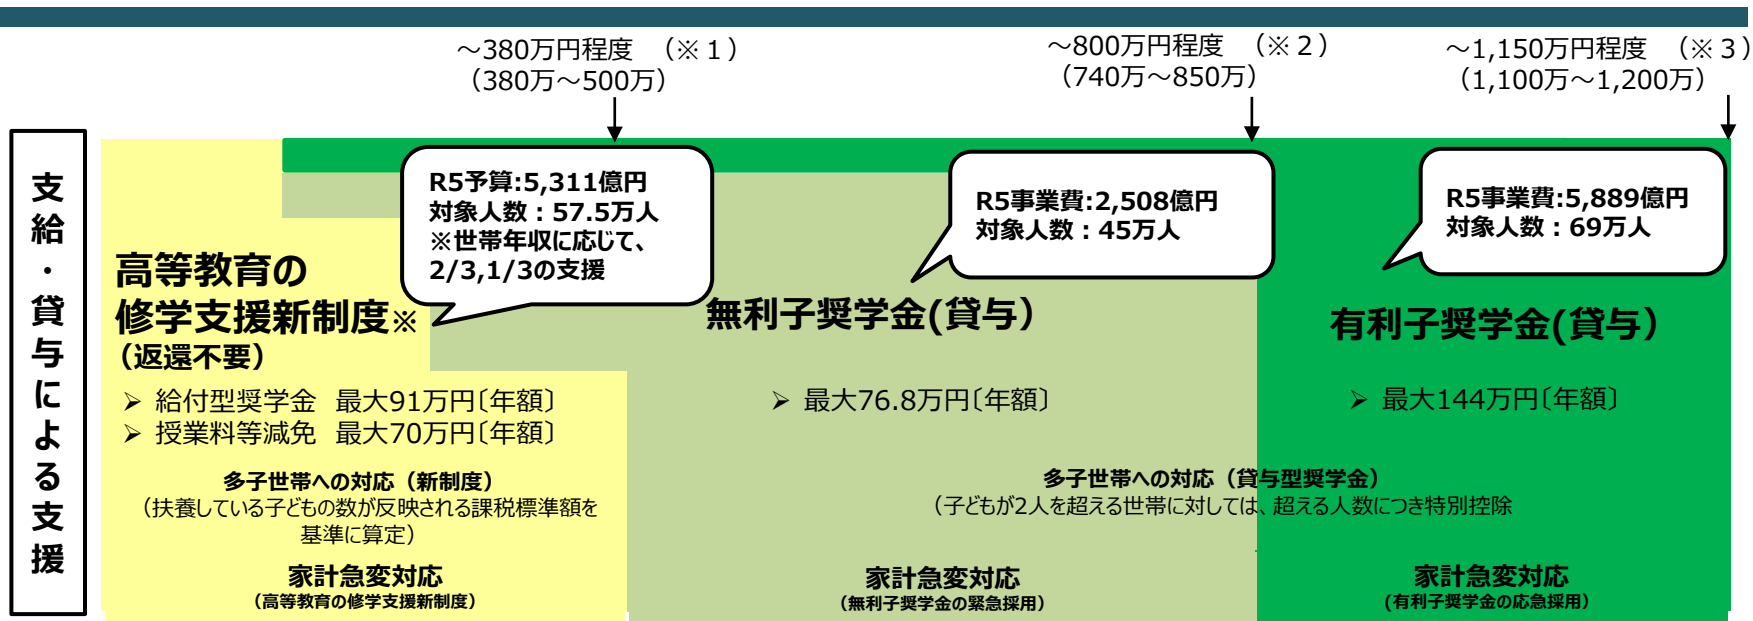 ～380万円程度　（※１）
（380万～500万）
～800万円程度　（※２）
（740万～850万）
～1,150万円程度　（※３）
（1,100万～1,200万）
支給・貸与による支援
R5予算:5,311億円
対象人数：57.5万人
※世帯年収に応じて、
2/3,1/3の支援
R5事業費:2,508億円
対象人数：45万人
R5事業費:5,889億円
対象人数：69万人
高等教育の
修学支援新制度※
（返還不要）
➢ 給付型奨学金　最大91万円〔年額〕
➢ 授業料等減免　最大70万円〔年額〕
無利子奨学金(貸与）
➢ 最大76.8万円〔年額〕
有利子奨学金(貸与）
➢ 最大144万円〔年額〕
多子世帯への対応（新制度）
（扶養している子どもの数が反映される課税標準額を
基準に算定）
多子世帯への対応（貸与型奨学金）
（子どもが2人を超える世帯に対しては、超える人数につき特別控除
家計急変対応
（高等教育の修学支援新制度）
家計急変対応
（無利子奨学金の緊急採用）
家計急変対応
(有利子奨学金の応急採用）